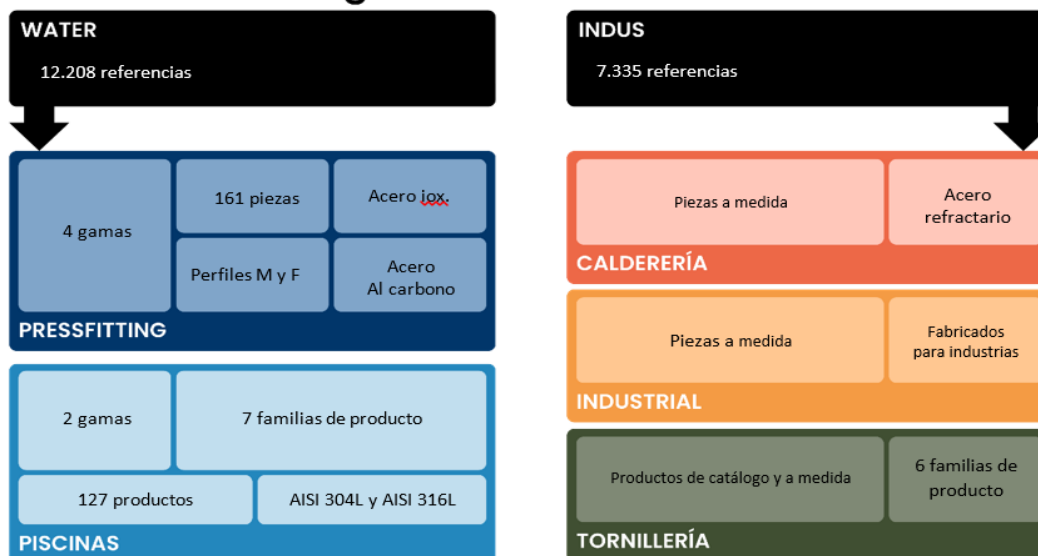 WATER
12.208 referencias
4 gamas
161 piezas
Acero iox.
Perfiles M y F
Acero
Al carbono
PRESSFITTING
2 gamas
7 familias de producto
127 productos
AISI 304L y AISI 316L
PISCINAS
INDUS
7.335 referencias
Piezas a medida
Acero
refractario
CALDERERÍA
Piezas a medida
Fabricados
para industrias
INDUSTRIAL
Productos de catálogo y a medida
6 familias de
producto
TORNILLERÍA